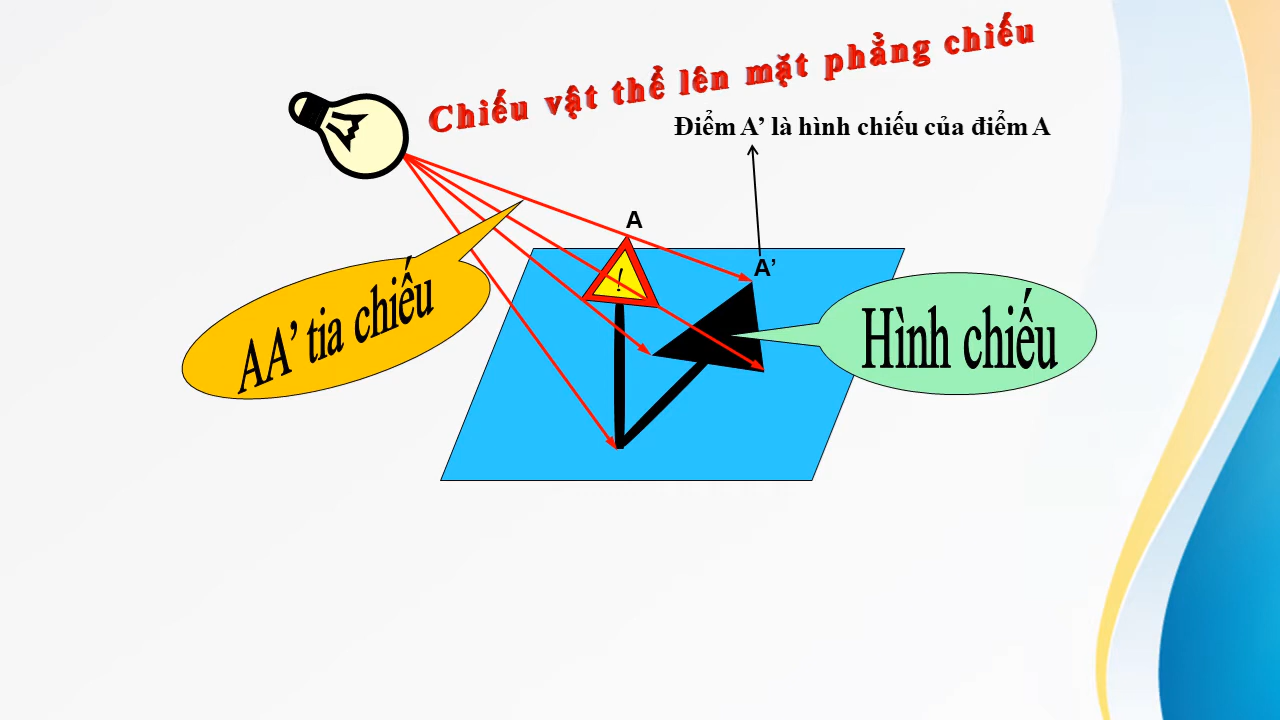 Chiếu vật thể lên mặt phẳng chiếu
Điểm A’ là hình chiếu của điểm A
A
A’
!
AA’ tia chiếu
Hình chiếu